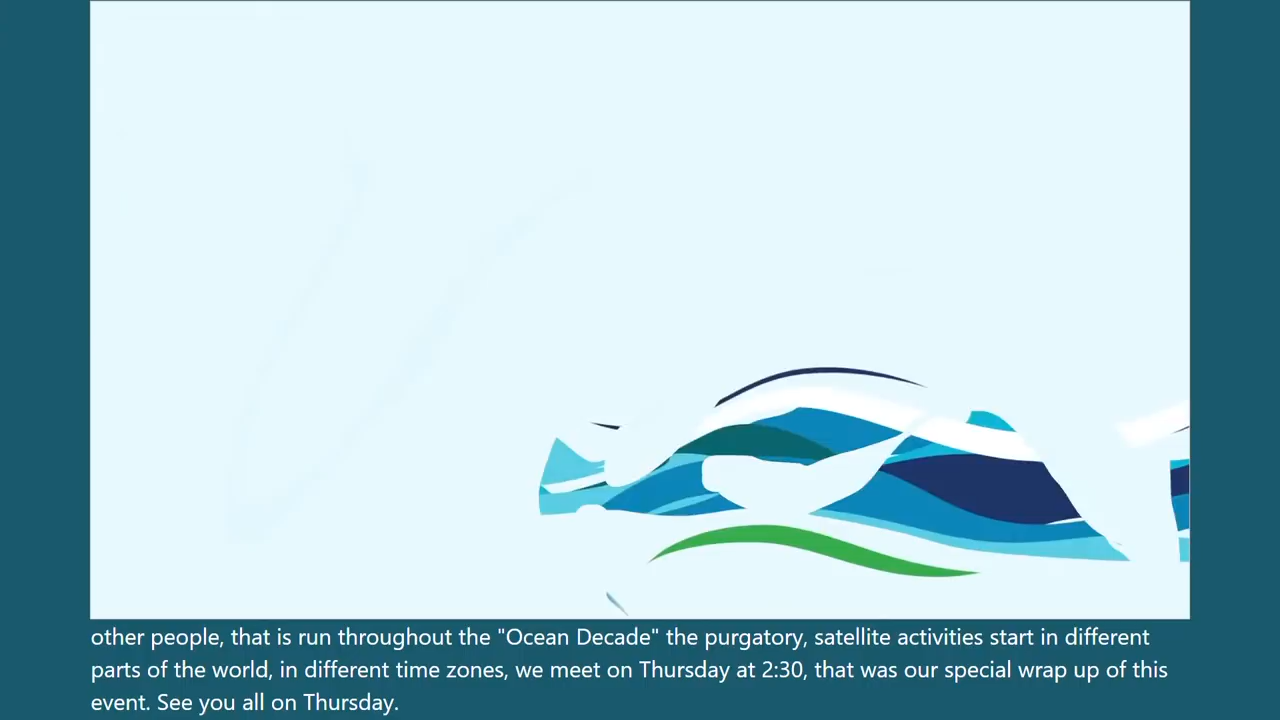 other people, that is run throughout the "Ocean Decade" the purgatory, satellite activities start in different
parts of the world, in different time zones, we meet on Thursday at 2:30, that was our special wrap up of this
event. See you all on Thursday.